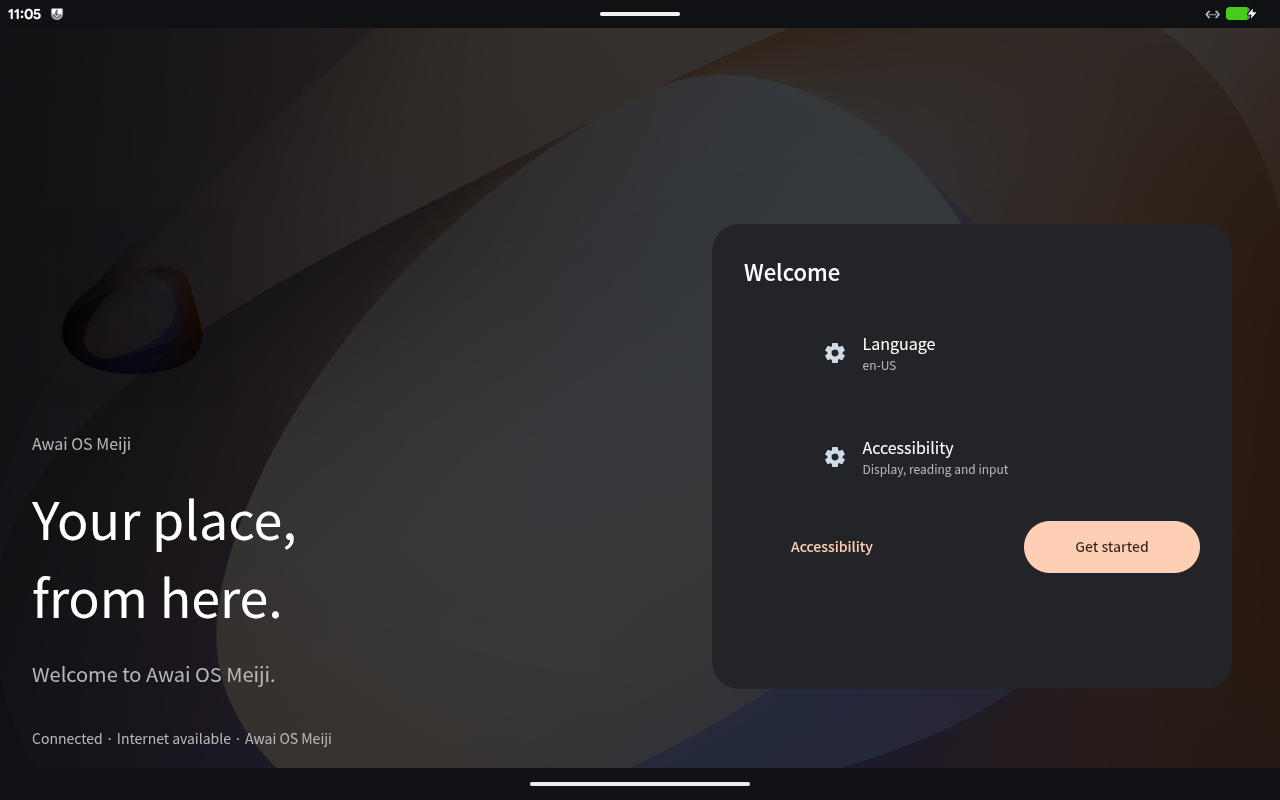 11:05
Awai OS Meiji
Your place,
from here.
Welcome to Awai OS Meiji.
Connected · Internet available · Awai OS Meiji
Welcome
Language
en-US
Accessibility
Display, reading and input
Accessibility
Get started